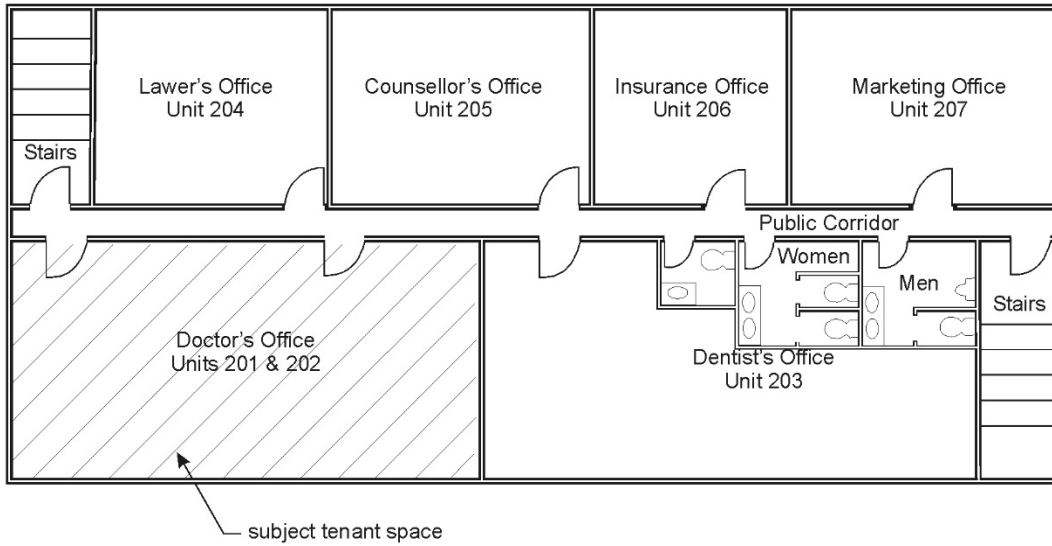 Lawer's Office
Unit 204
Counsellor's Office
Unit 205
Insurance Office
Unit 206
Marketing Office
Unit 207
Stairs
Public Corridor
Women
Men
Stairs
Doctor's Office
Units 201 & 202
Dentist's Office
Unit 203
subject tenant space